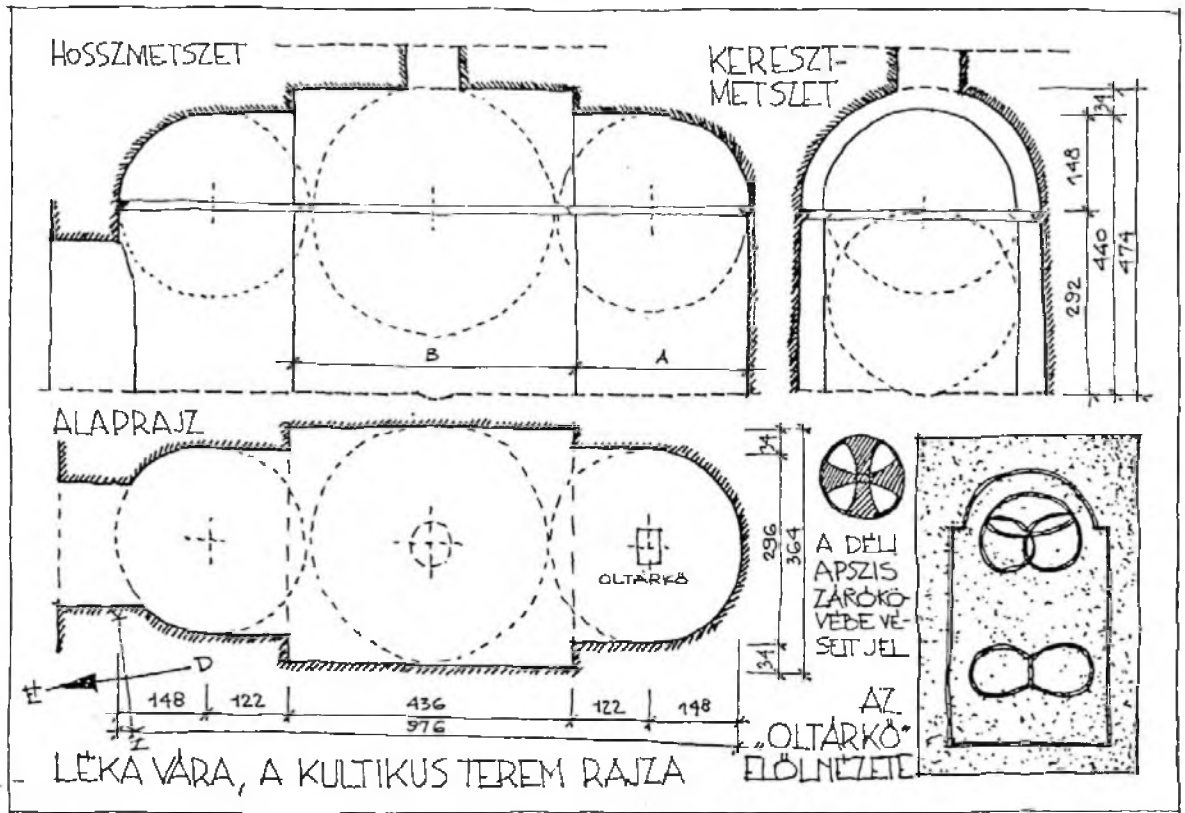 HOSSZMETSZET
KERESZT-
METSZET
34
148
292
440
474
B
A
ALAPRAJZ
OLTÁRKŐ
34
296
364
34
A DÉLI
APSZIS
ZÁRÓKÖ-
VÉBE VÉ-
SETT JEL
É
D
148
122
436
122
148
976
AZ
„OLTÁRKŐ”
ELÖLNÉZETE
LÉKA VÁRA, A KULTIKUS TEREM RAJZA